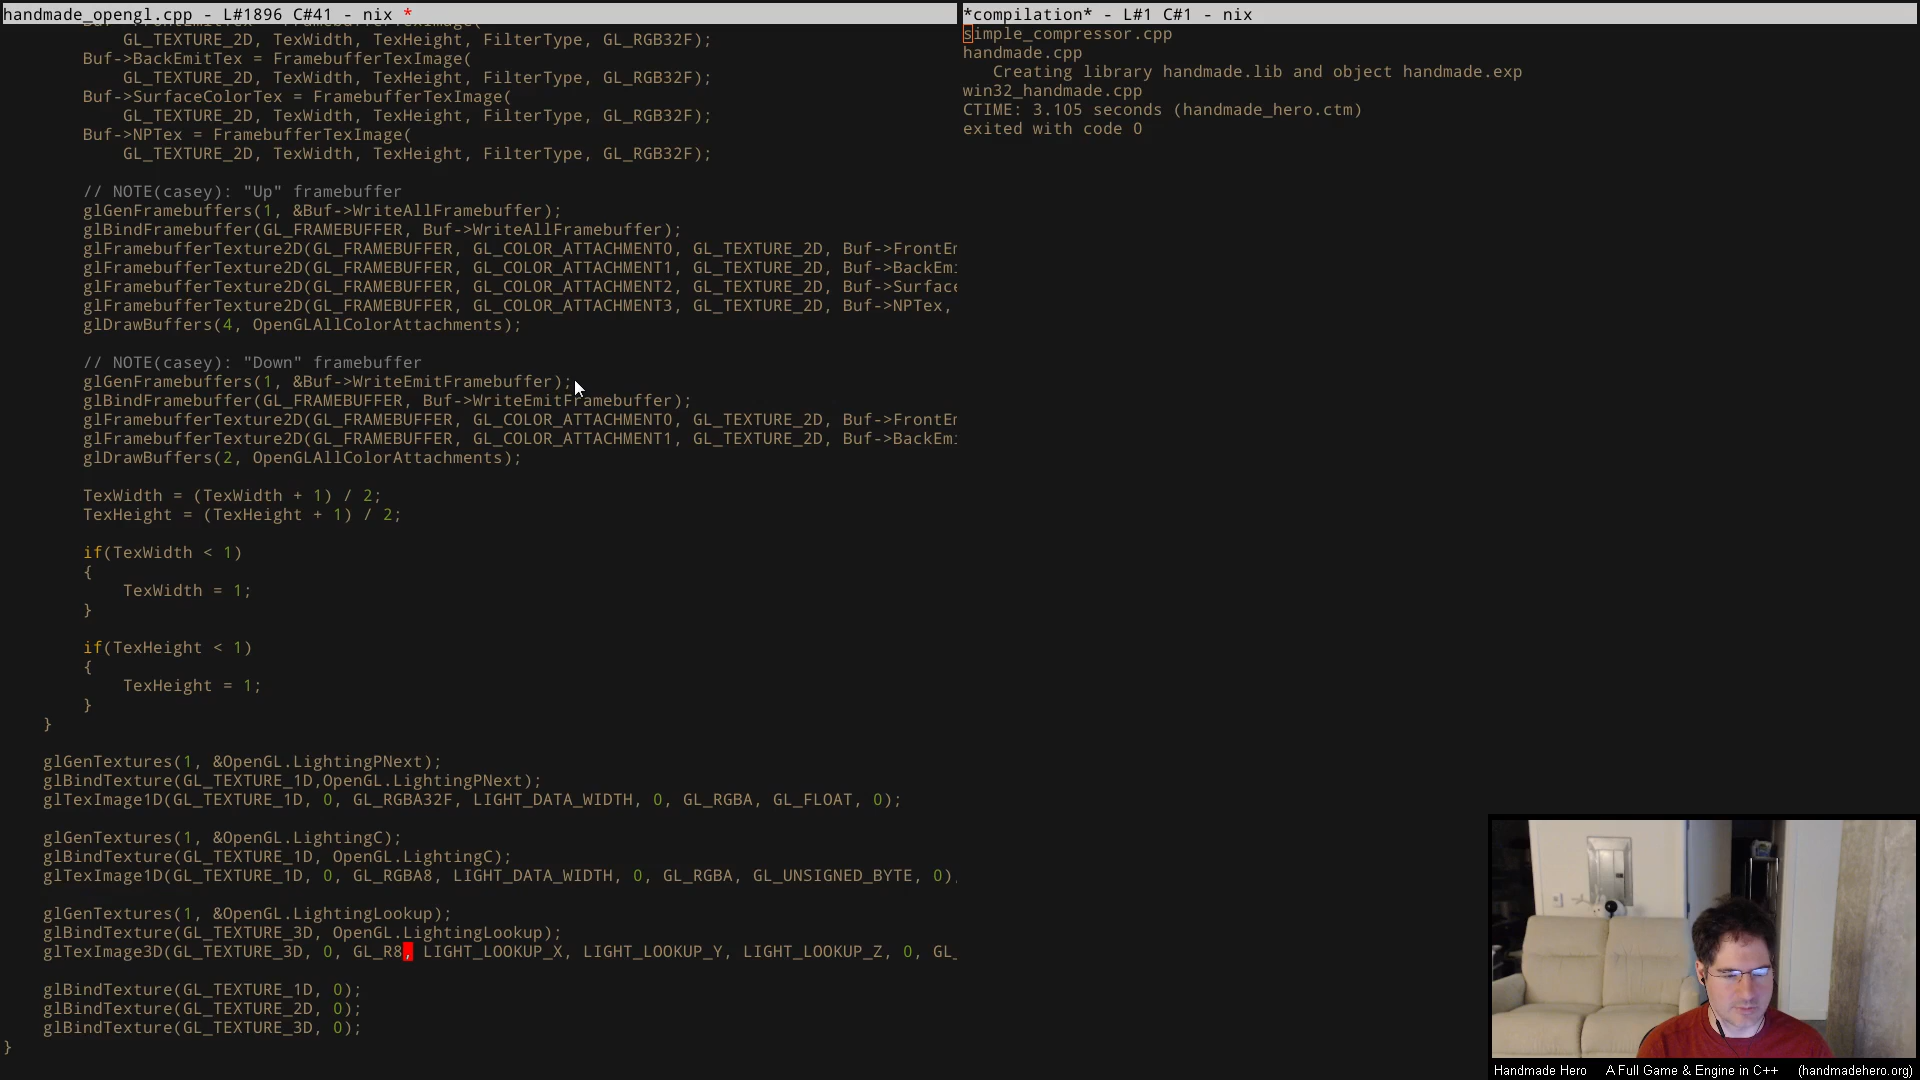 handmade_opengl.cpp - L#1896 C#41 - nix *
GL_TEXTURE_2D, TexWidth, TexHeight, FilterType, GL_RGB32F);
Buf->BackEmitTex = FramebufferTexImage(
GL_TEXTURE_2D, TexWidth, TexHeight, FilterType, GL_RGB32F);
Buf->SurfaceColorTex = FramebufferTexImage(
GL_TEXTURE_2D, TexWidth, TexHeight, FilterType, GL_RGB32F);
Buf->NPTex = FramebufferTexImage(
GL_TEXTURE_2D, TexWidth, TexHeight, FilterType, GL_RGB32F);
// NOTE(casey): "Up" framebuffer
glGenFramebuffers(1, &Buf->WriteAllFramebuffer);
glBindFramebuffer(GL_FRAMEBUFFER, Buf->WriteAllFramebuffer);
glFramebufferTexture2D(GL_FRAMEBUFFER, GL_COLOR_ATTACHMENT0, GL_TEXTURE_2D, Buf->FrontEm
glFramebufferTexture2D(GL_FRAMEBUFFER, GL_COLOR_ATTACHMENT1, GL_TEXTURE_2D, Buf->BackEmi
glFramebufferTexture2D(GL_FRAMEBUFFER, GL_COLOR_ATTACHMENT2, GL_TEXTURE_2D, Buf->Surface
glFramebufferTexture2D(GL_FRAMEBUFFER, GL_COLOR_ATTACHMENT3, GL_TEXTURE_2D, Buf->NPTex,
glDrawBuffers(4, OpenGLAllColorAttachments);
// NOTE(casey): "Down" framebuffer
glGenFramebuffers(1, &Buf->WriteEmitFramebuffer);
glBindFramebuffer(GL_FRAMEBUFFER, Buf->WriteEmitFramebuffer);
glFramebufferTexture2D(GL_FRAMEBUFFER, GL_COLOR_ATTACHMENT0, GL_TEXTURE_2D, Buf->FrontEm
glFramebufferTexture2D(GL_FRAMEBUFFER, GL_COLOR_ATTACHMENT1, GL_TEXTURE_2D, Buf->BackEmi
glDrawBuffers(2, OpenGLAllColorAttachments);
TexWidth = (TexWidth + 1) / 2;
TexHeight = (TexHeight + 1) / 2;
if(TexWidth < 1)
{
TexWidth = 1;
}
if(TexHeight < 1)
{
TexHeight = 1;
}
}
glGenTextures(1, &OpenGL.LightingPNext);
glBindTexture(GL_TEXTURE_1D,OpenGL.LightingPNext);
glTexImage1D(GL_TEXTURE_1D, 0, GL_RGBA32F, LIGHT_DATA_WIDTH, 0, GL_RGBA, GL_FLOAT, 0);
glGenTextures(1, &OpenGL.LightingC);
glBindTexture(GL_TEXTURE_1D, OpenGL.LightingC);
glTexImage1D(GL_TEXTURE_1D, 0, GL_RGBA8, LIGHT_DATA_WIDTH, 0, GL_RGBA, GL_UNSIGNED_BYTE, 0);
glGenTextures(1, &OpenGL.LightingLookup);
glBindTexture(GL_TEXTURE_3D, OpenGL.LightingLookup);
glTexImage3D(GL_TEXTURE_3D, 0, GL_R8, LIGHT_LOOKUP_X, LIGHT_LOOKUP_Y, LIGHT_LOOKUP_Z, 0, GL_
glBindTexture(GL_TEXTURE_1D, 0);
glBindTexture(GL_TEXTURE_2D, 0);
glBindTexture(GL_TEXTURE_3D, 0);
}
*compilation* - L#1 C#1 - nix
simple_compressor.cpp
handmade.cpp
Creating library handmade.lib and object handmade.exp
win32_handmade.cpp
CTIME: 3.105 seconds (handmade_hero.ctm)
exited with code 0
Handmade Hero A Full Game & Engine in C++ (handmadehero.org)